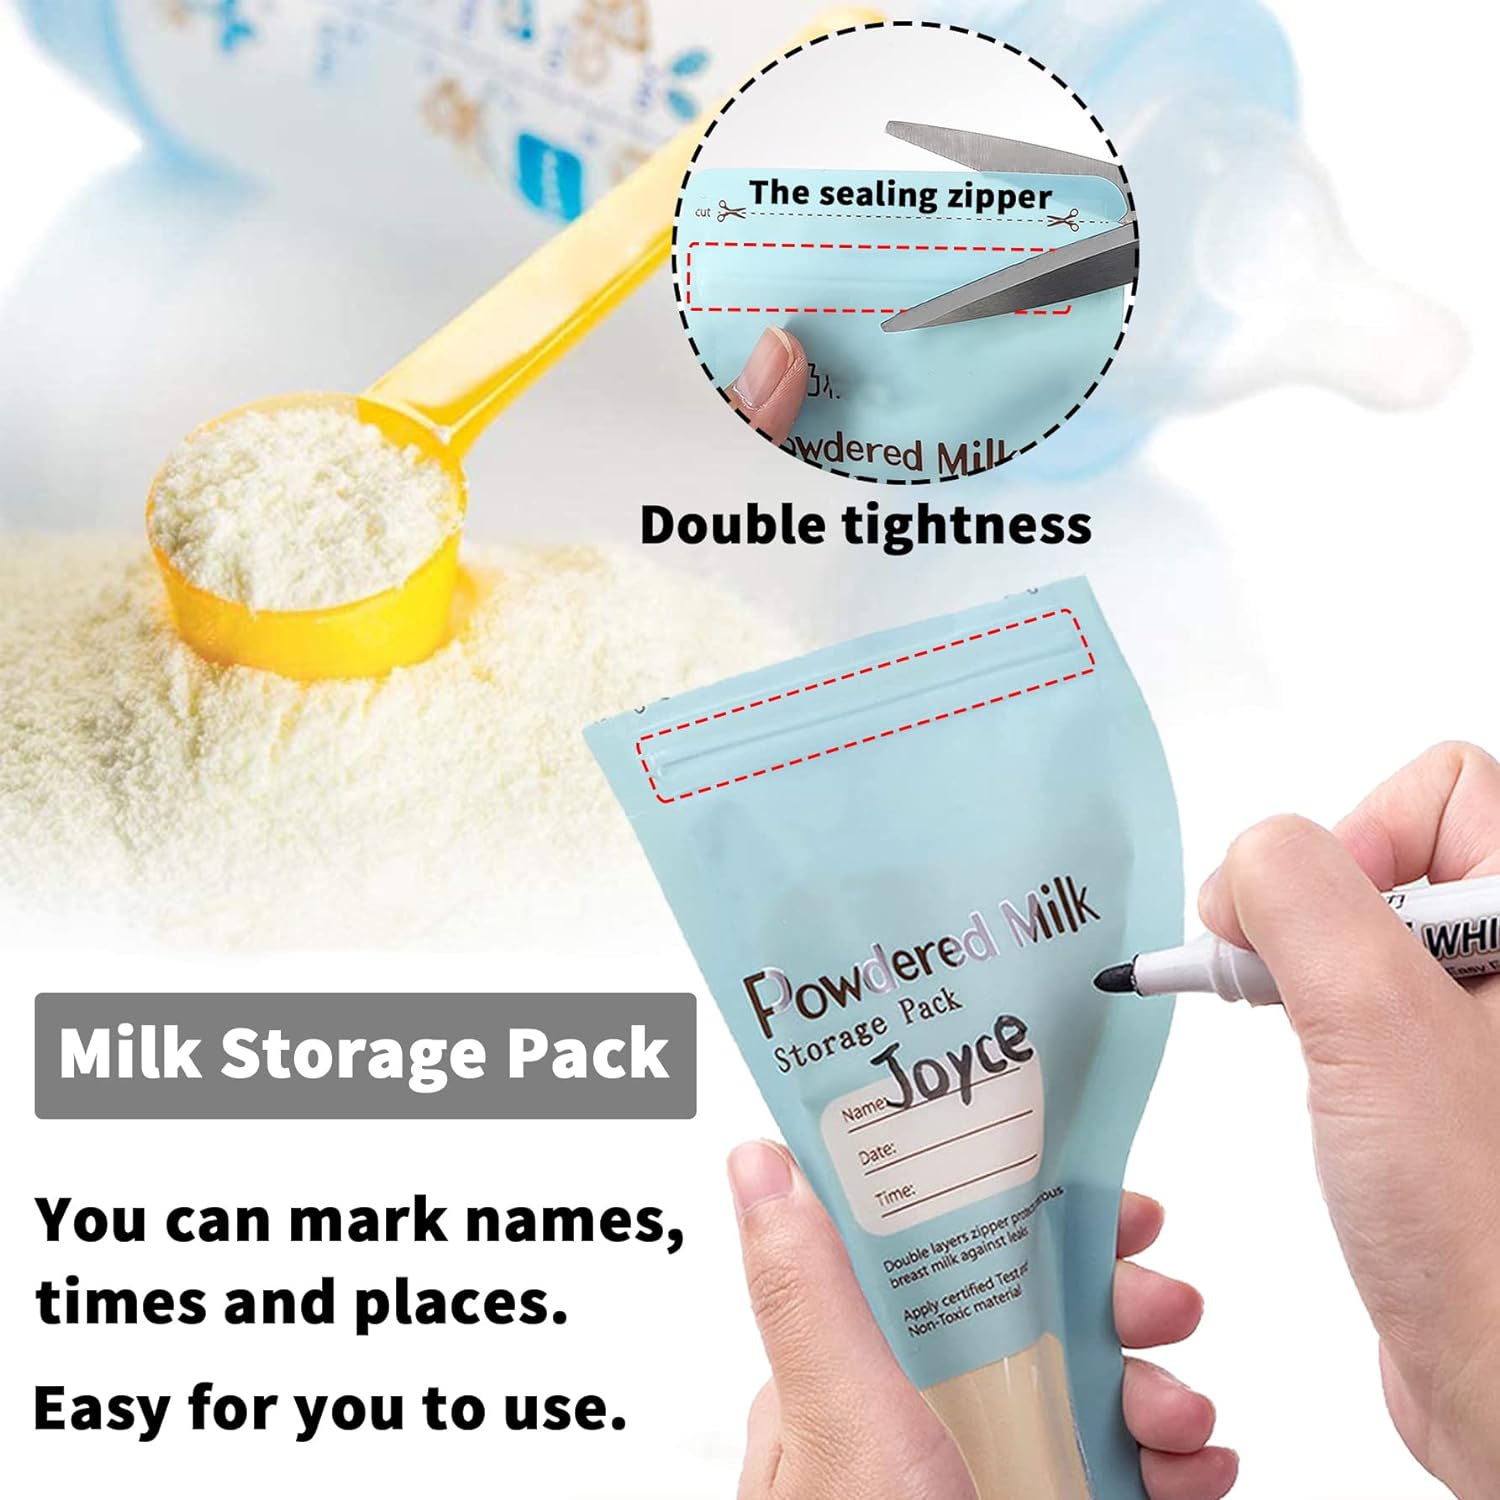 The sealing zipper
cut
Powdered Milk
Double tightness
Powdered Milk
Storage Pack
Joyce
Name:
Date:
Time:
Double layers zipper
breast milk against leaks
Apply certified Test and
Non-Toxic material
WHI
Easy E
Milk Storage Pack
You can mark names,
times and places.
Easy for you to use.